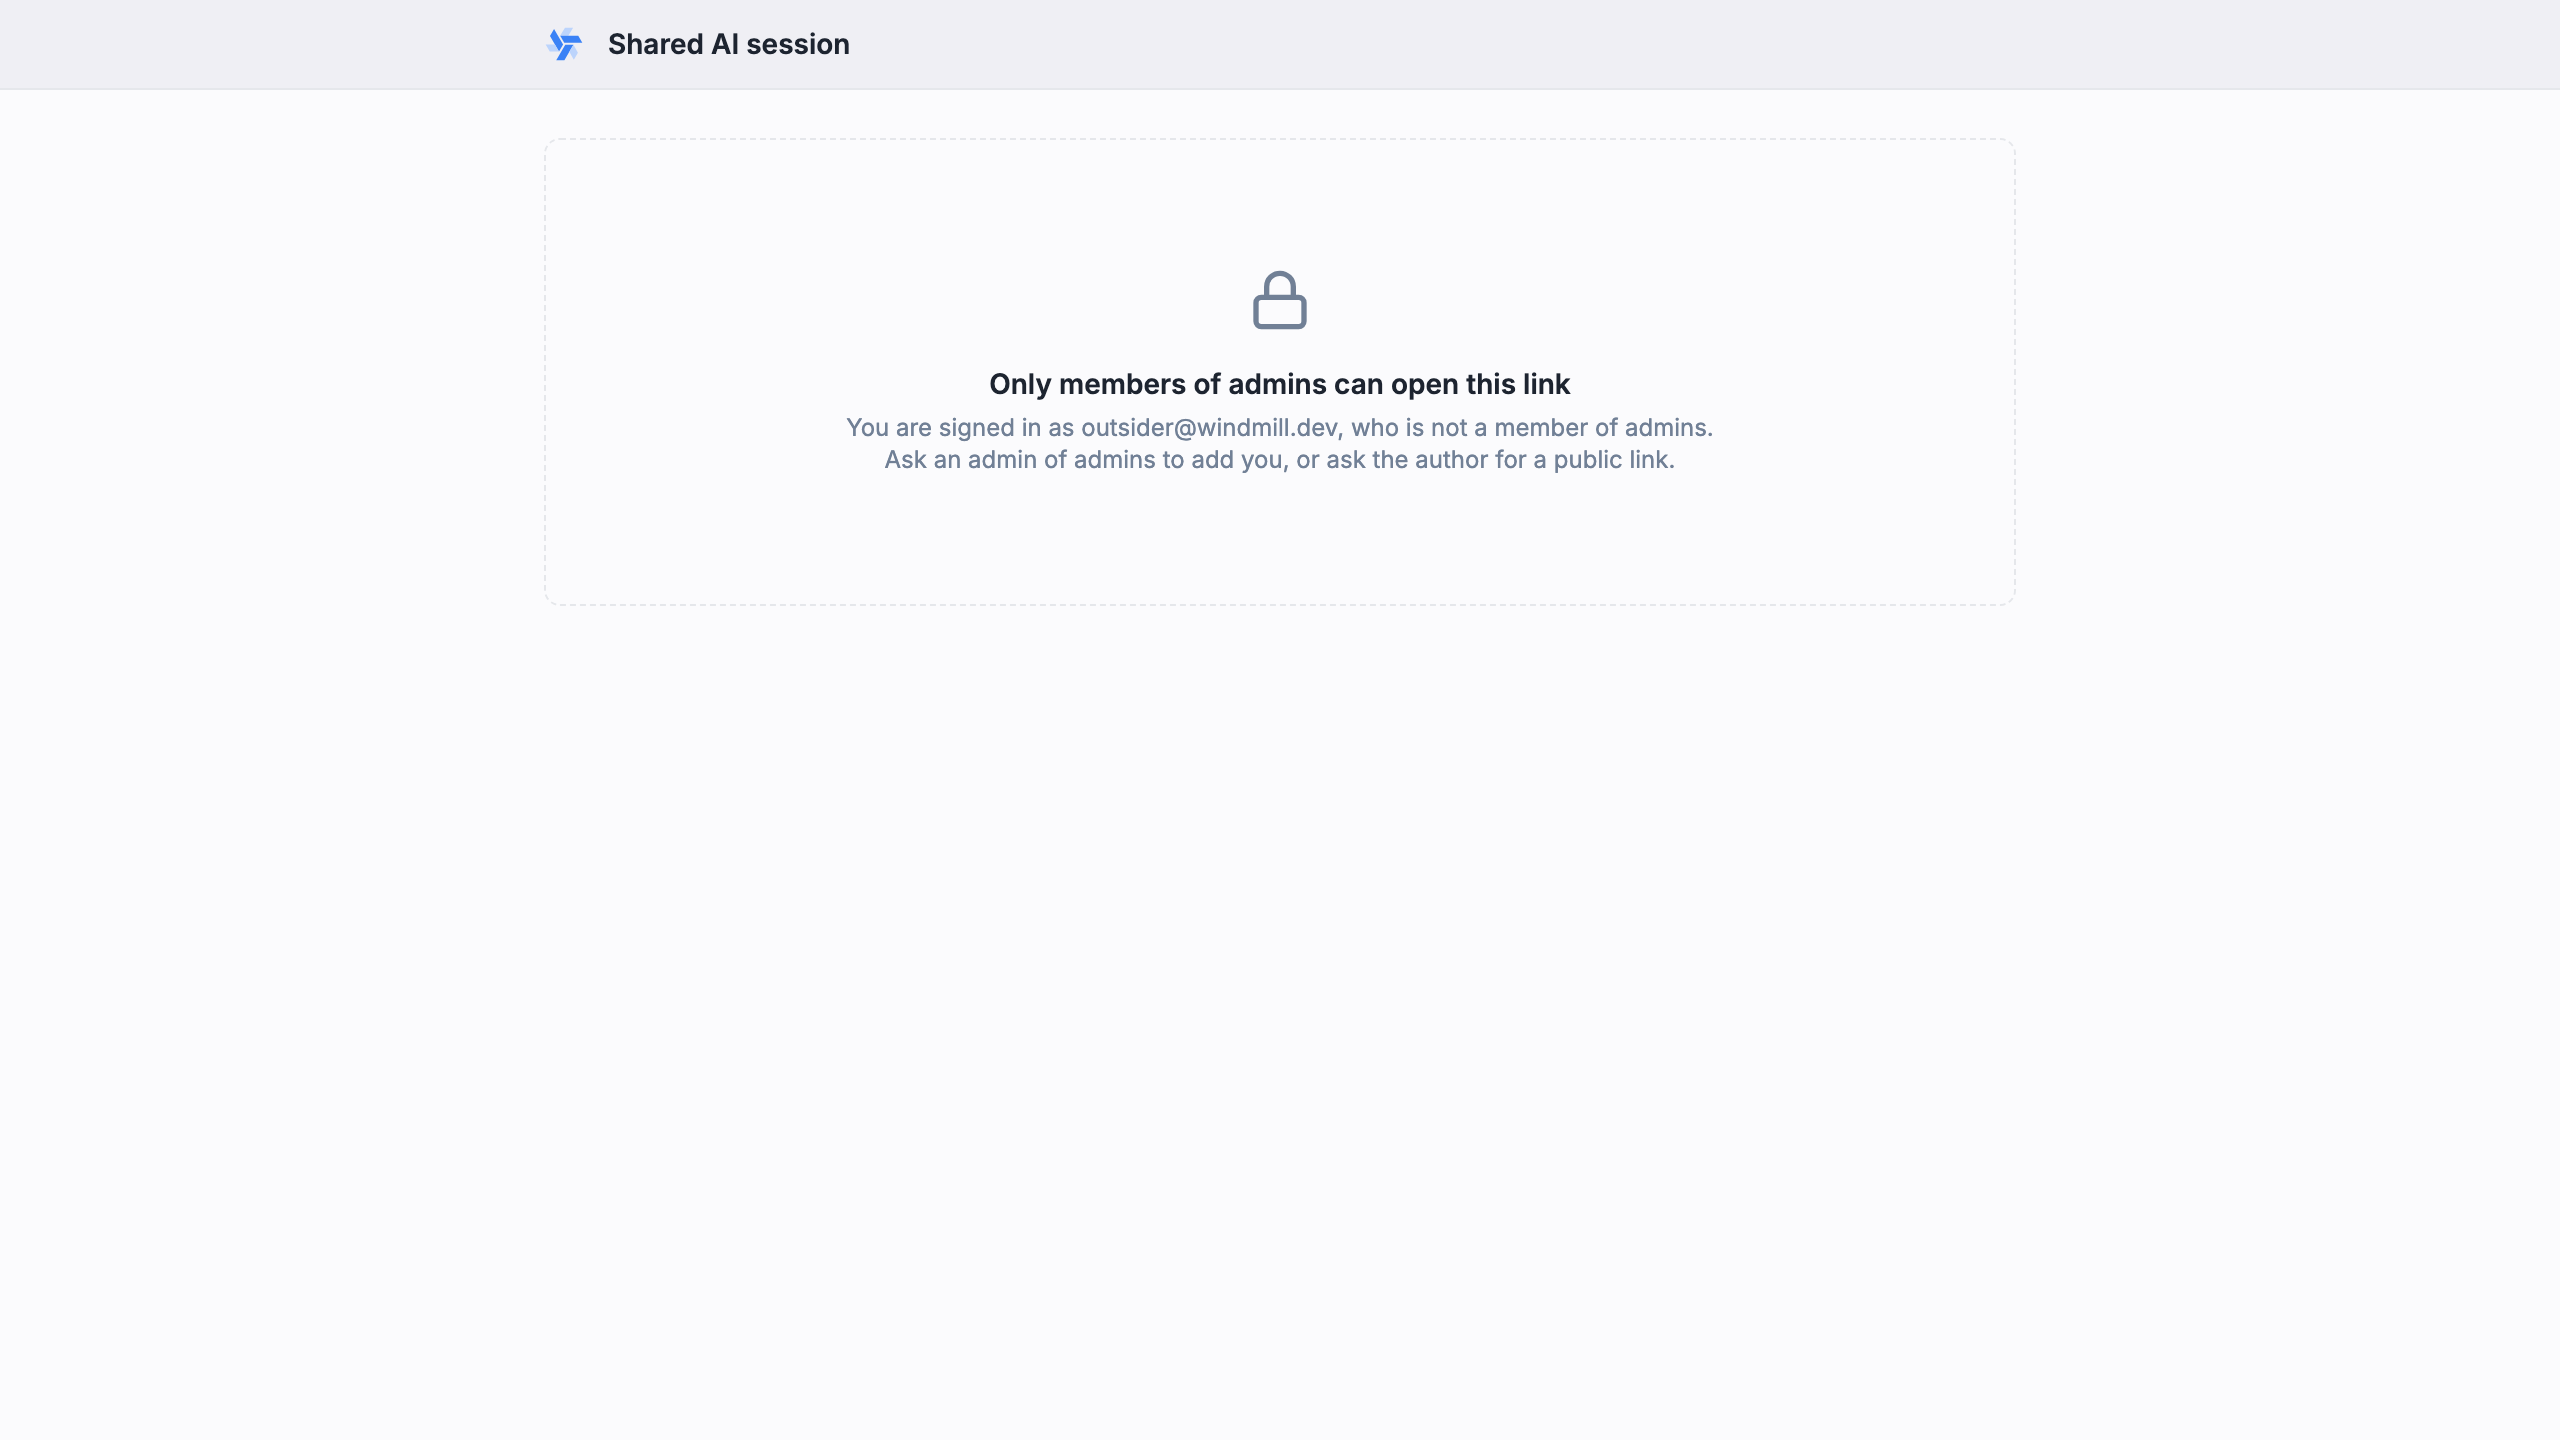 Shared AI session
Only members of admins can open this link
You are signed in as outsider@windmill.dev, who is not a member of admins.
Ask an admin of admins to add you, or ask the author for a public link.